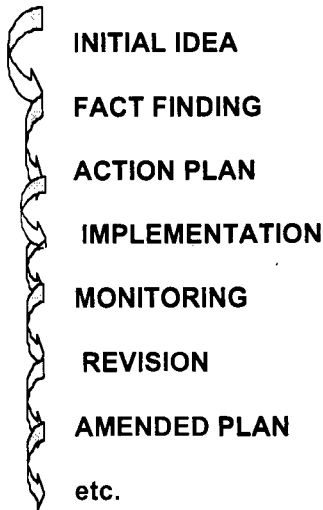 INITIAL IDEA
FACT FINDING
ACTION PLAN
IMPLEMENTATION
MONITORING
REVISION
AMENDED PLAN
etc.